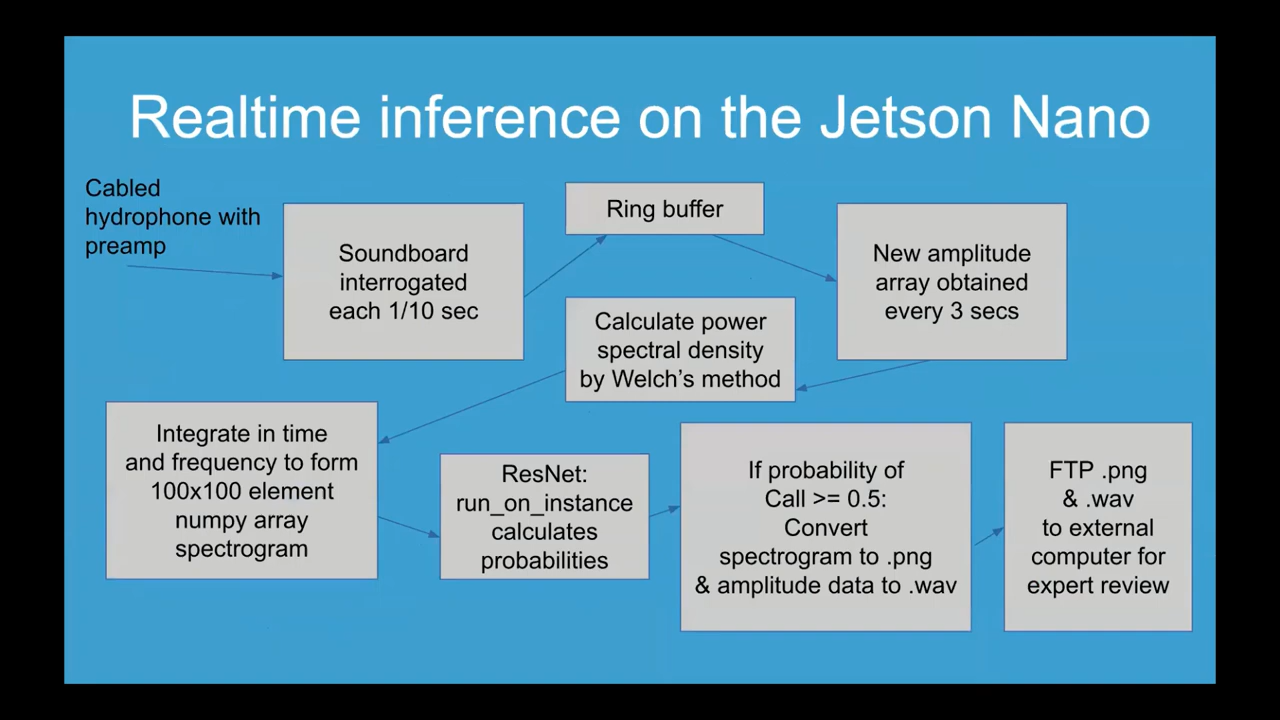 Realtime inference on the Jetson Nano
Cabled
hydrophone with
preamp
Soundboard
interrogated
each 1/10 sec
Ring buffer
New amplitude
array obtained
every 3 secs
Calculate power
spectral density
by Welch's method
Integrate in time
and frequency to form
100x100 element
numpy array
spectrogram
ResNet:
run_on_instance
calculates
probabilities
If probability of
Call >= 0.5:
Convert
spectrogram to .png
& amplitude data to .wav
FTP .png
& .wav
to external
computer for
expert review